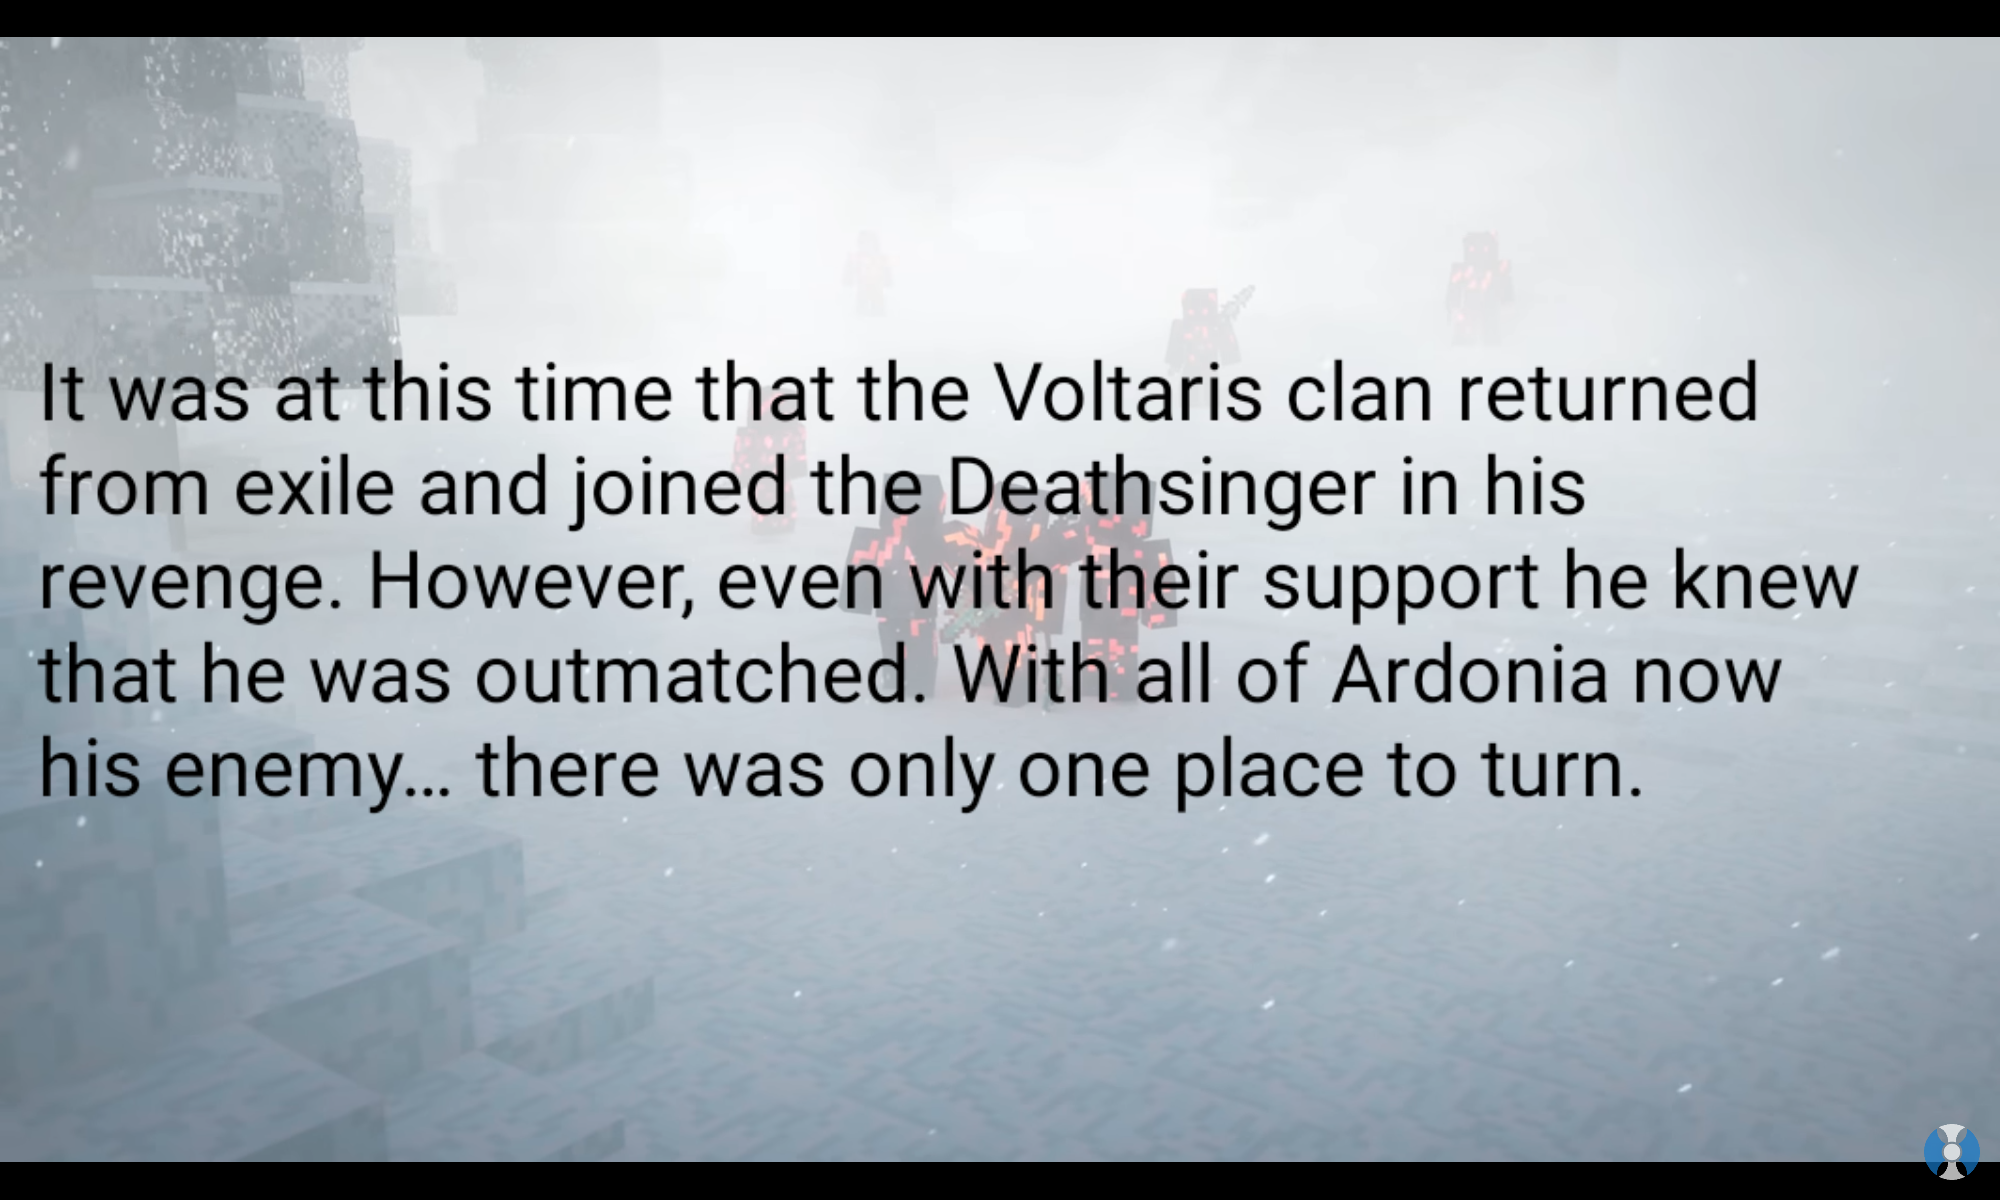 It was at this time that the Voltaris clan returned
from exile and joined the Deathsinger in his
revenge. However, even with their support he knew
that he was outmatched. With all of Ardonia now
his enemy... there was only one place to turn.